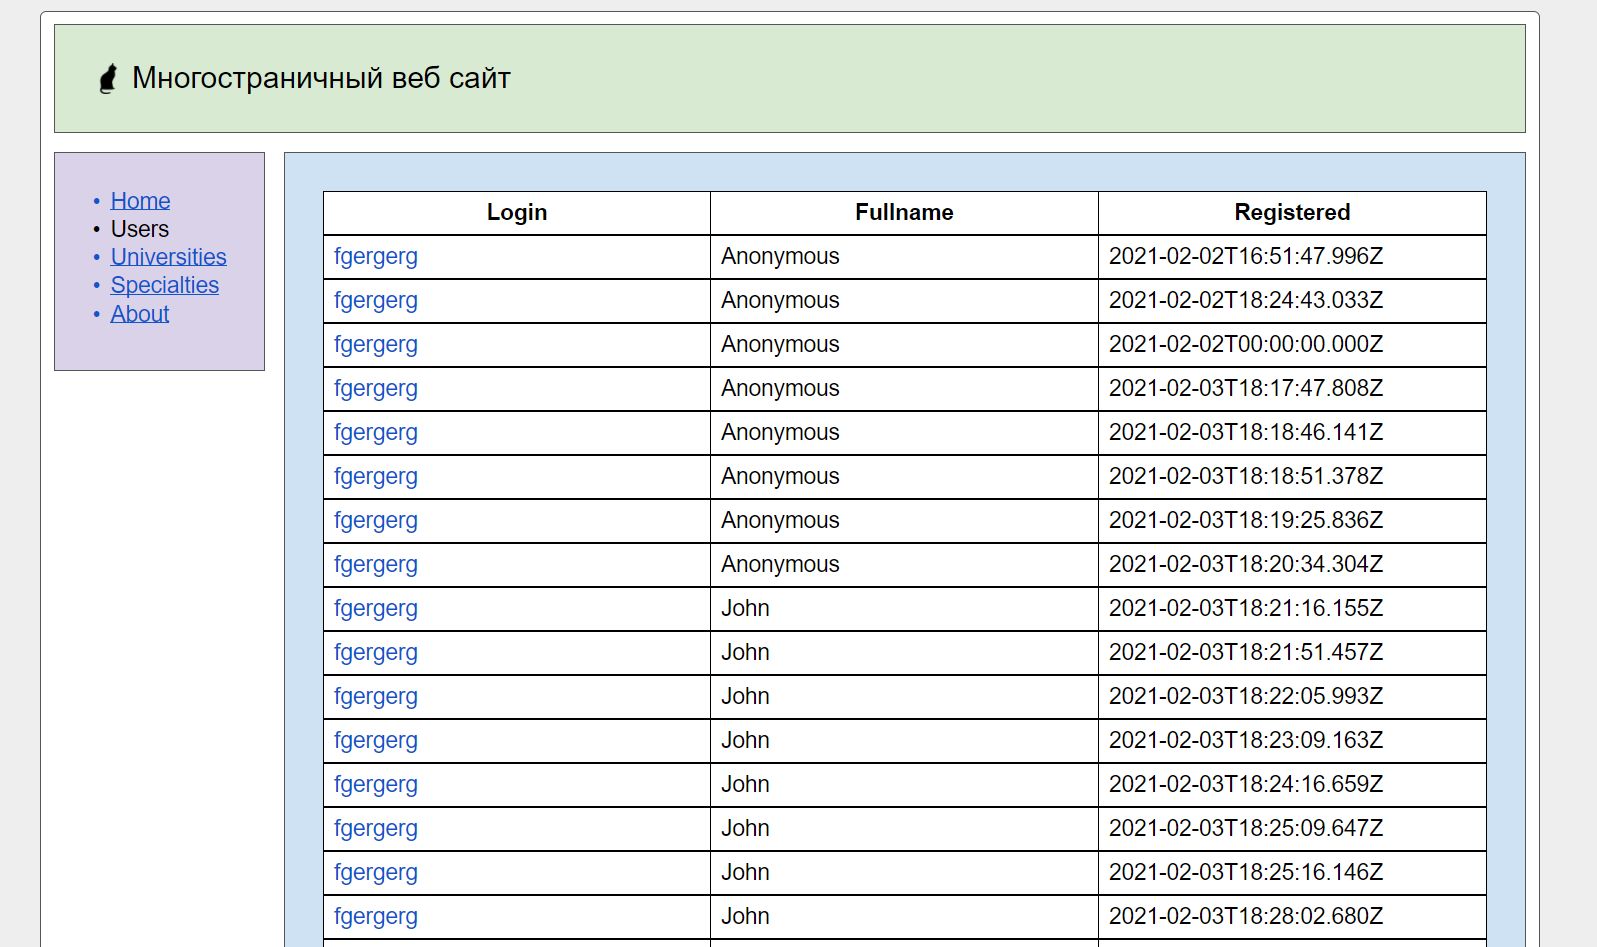 Многостраничный веб сайт
Home
Users
Universities
Specialties
About
Login Fullname Registered
fgergerg Anonymous 2021-02-02T16:51:47.996Z
fgergerg Anonymous 2021-02-02T18:24:43.033Z
fgergerg Anonymous 2021-02-02T00:00:00.000Z
fgergerg Anonymous 2021-02-03T18:17:47.808Z
fgergerg Anonymous 2021-02-03T18:18:46.141Z
fgergerg Anonymous 2021-02-03T18:18:51.378Z
fgergerg Anonymous 2021-02-03T18:19:25.836Z
fgergerg Anonymous 2021-02-03T18:20:34.304Z
fgergerg John 2021-02-03T18:21:16.155Z
fgergerg John 2021-02-03T18:21:51.457Z
fgergerg John 2021-02-03T18:22:05.993Z
fgergerg John 2021-02-03T18:23:09.163Z
fgergerg John 2021-02-03T18:24:16.659Z
fgergerg John 2021-02-03T18:25:09.647Z
fgergerg John 2021-02-03T18:25:16.146Z
fgergerg John 2021-02-03T18:28:02.680Z